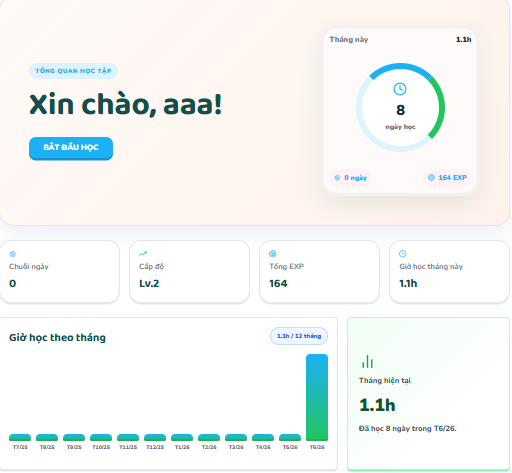 TỔNG QUAN HỌC TẬP
Xin chào, aaa!
BẮT ĐẦU HỌC
Tháng này 1.1h
8
ngày học
0 ngày 164 EXP
Chuỗi ngày
0
Cấp độ
Lv.2
Tổng EXP
164
Giờ học tháng này
1.1h
Giờ học theo tháng
1.1h / 12 tháng
T7/25 T8/25 T9/25 T10/25 T11/25 T12/25 T1/26 T2/26 T3/26 T4/26 T5/26 T6/26
Tháng hiện tại
1.1h
Đã học 8 ngày trong T6/26.